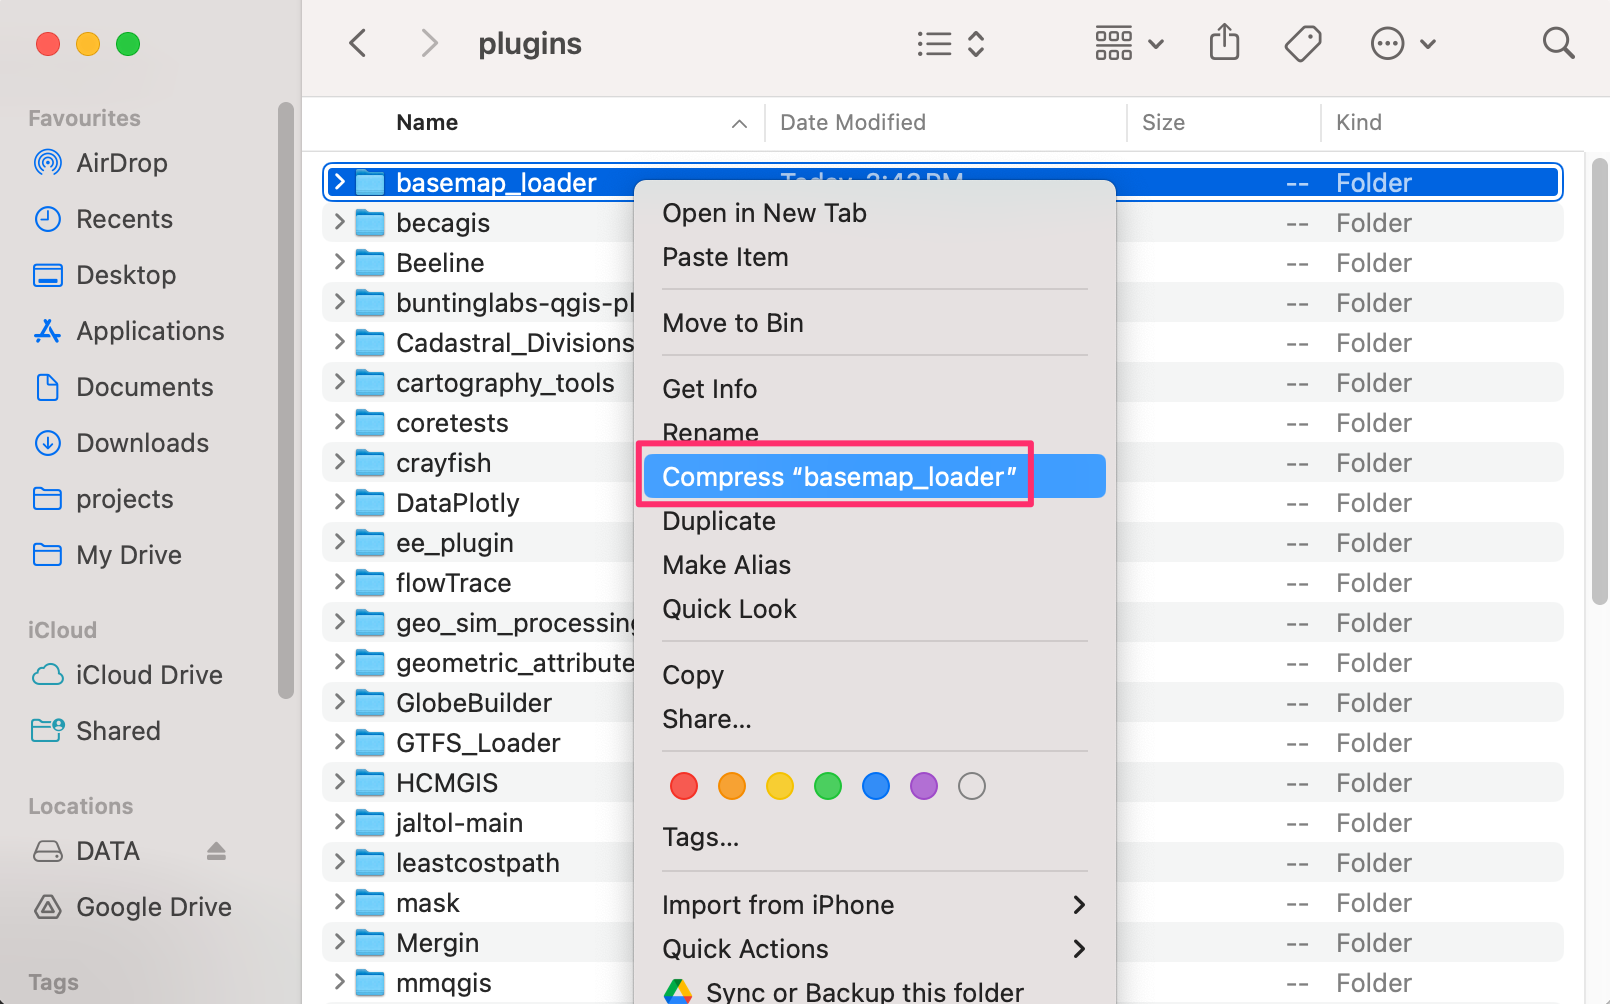 plugins
Favourites
AirDrop
Recents
Desktop
Applications
Documents
Downloads
projects
My Drive
iCloud
iCloud Drive
Shared
Locations
DATA
Google Drive
Tags
Name Date Modified Size Kind
basemap_loader Today, 2:42 PM -- Folder
becagis -- Folder
Beeline -- Folder
buntinglabs-qgis-pl -- Folder
Cadastral_Divisions -- Folder
cartography_tools -- Folder
coretests -- Folder
crayfish -- Folder
DataPlotly -- Folder
ee_plugin -- Folder
flowTrace -- Folder
geo_sim_processing -- Folder
geometric_attribute -- Folder
GlobeBuilder -- Folder
GTFS_Loader -- Folder
HCMGIS -- Folder
jaltol-main -- Folder
leastcostpath -- Folder
mask -- Folder
Mergin -- Folder
mmqgis -- Folder
Open in New Tab
Paste Item
Move to Bin
Get Info
Rename
Compress “basemap_loader”
Duplicate
Make Alias
Quick Look
Copy
Share...
Tags...
Import from iPhone
Quick Actions
Sync or Backup this folder